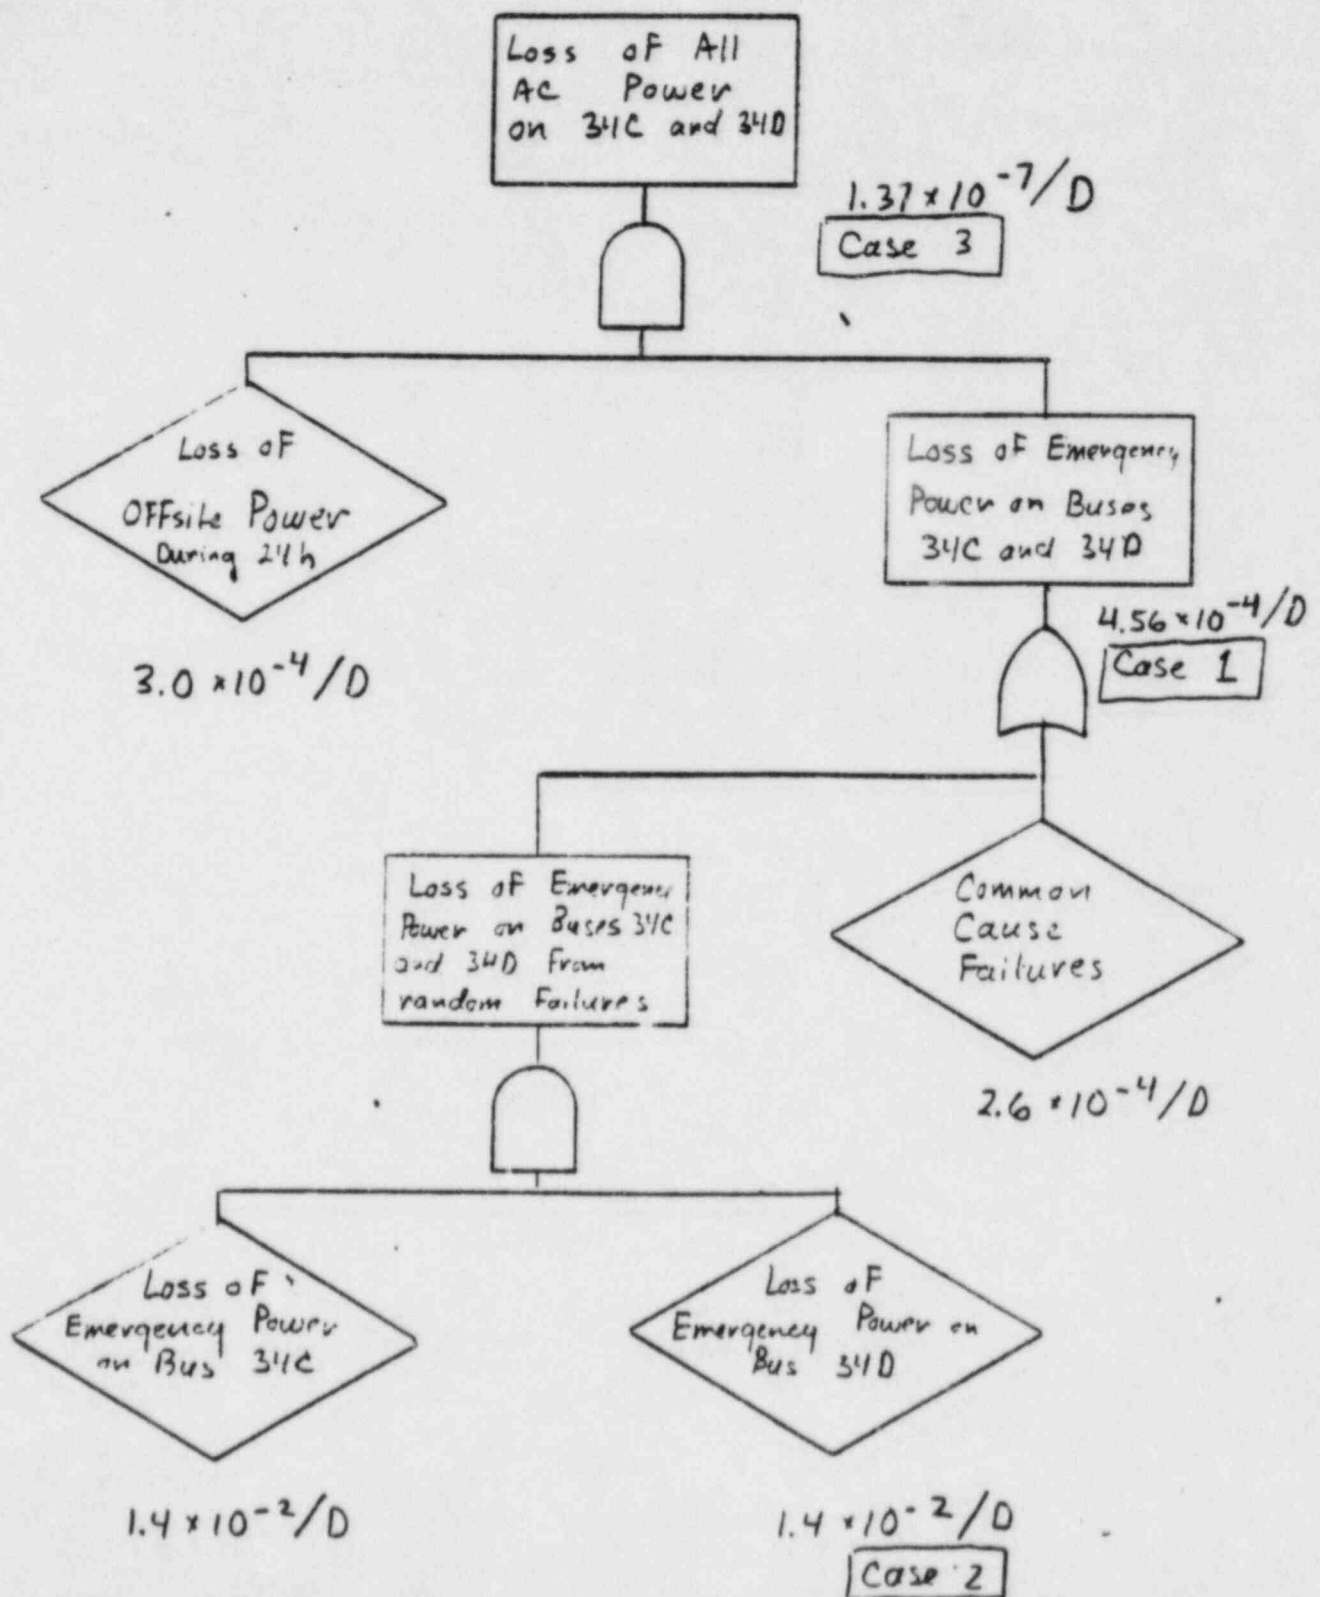 Loss of All
AC Power
on 34C and 34D
1.37 × 10⁻⁷/D
Case 3
Loss of
Offsite Power
During 24h
3.0 × 10⁻⁴/D
Loss of Emergency
Power on Buses
34C and 34D
4.56 × 10⁻⁴/D
Case 1
Loss of Emergency
Power on Buses 34C
and 34D From
random Failures
Common
Cause
Failures
2.6 × 10⁻⁴/D
Loss of
Emergency Power
on Bus 34C
1.4 × 10⁻²/D
Loss of
Emergency Power on
Bus 34D
1.4 × 10⁻²/D
Case 2